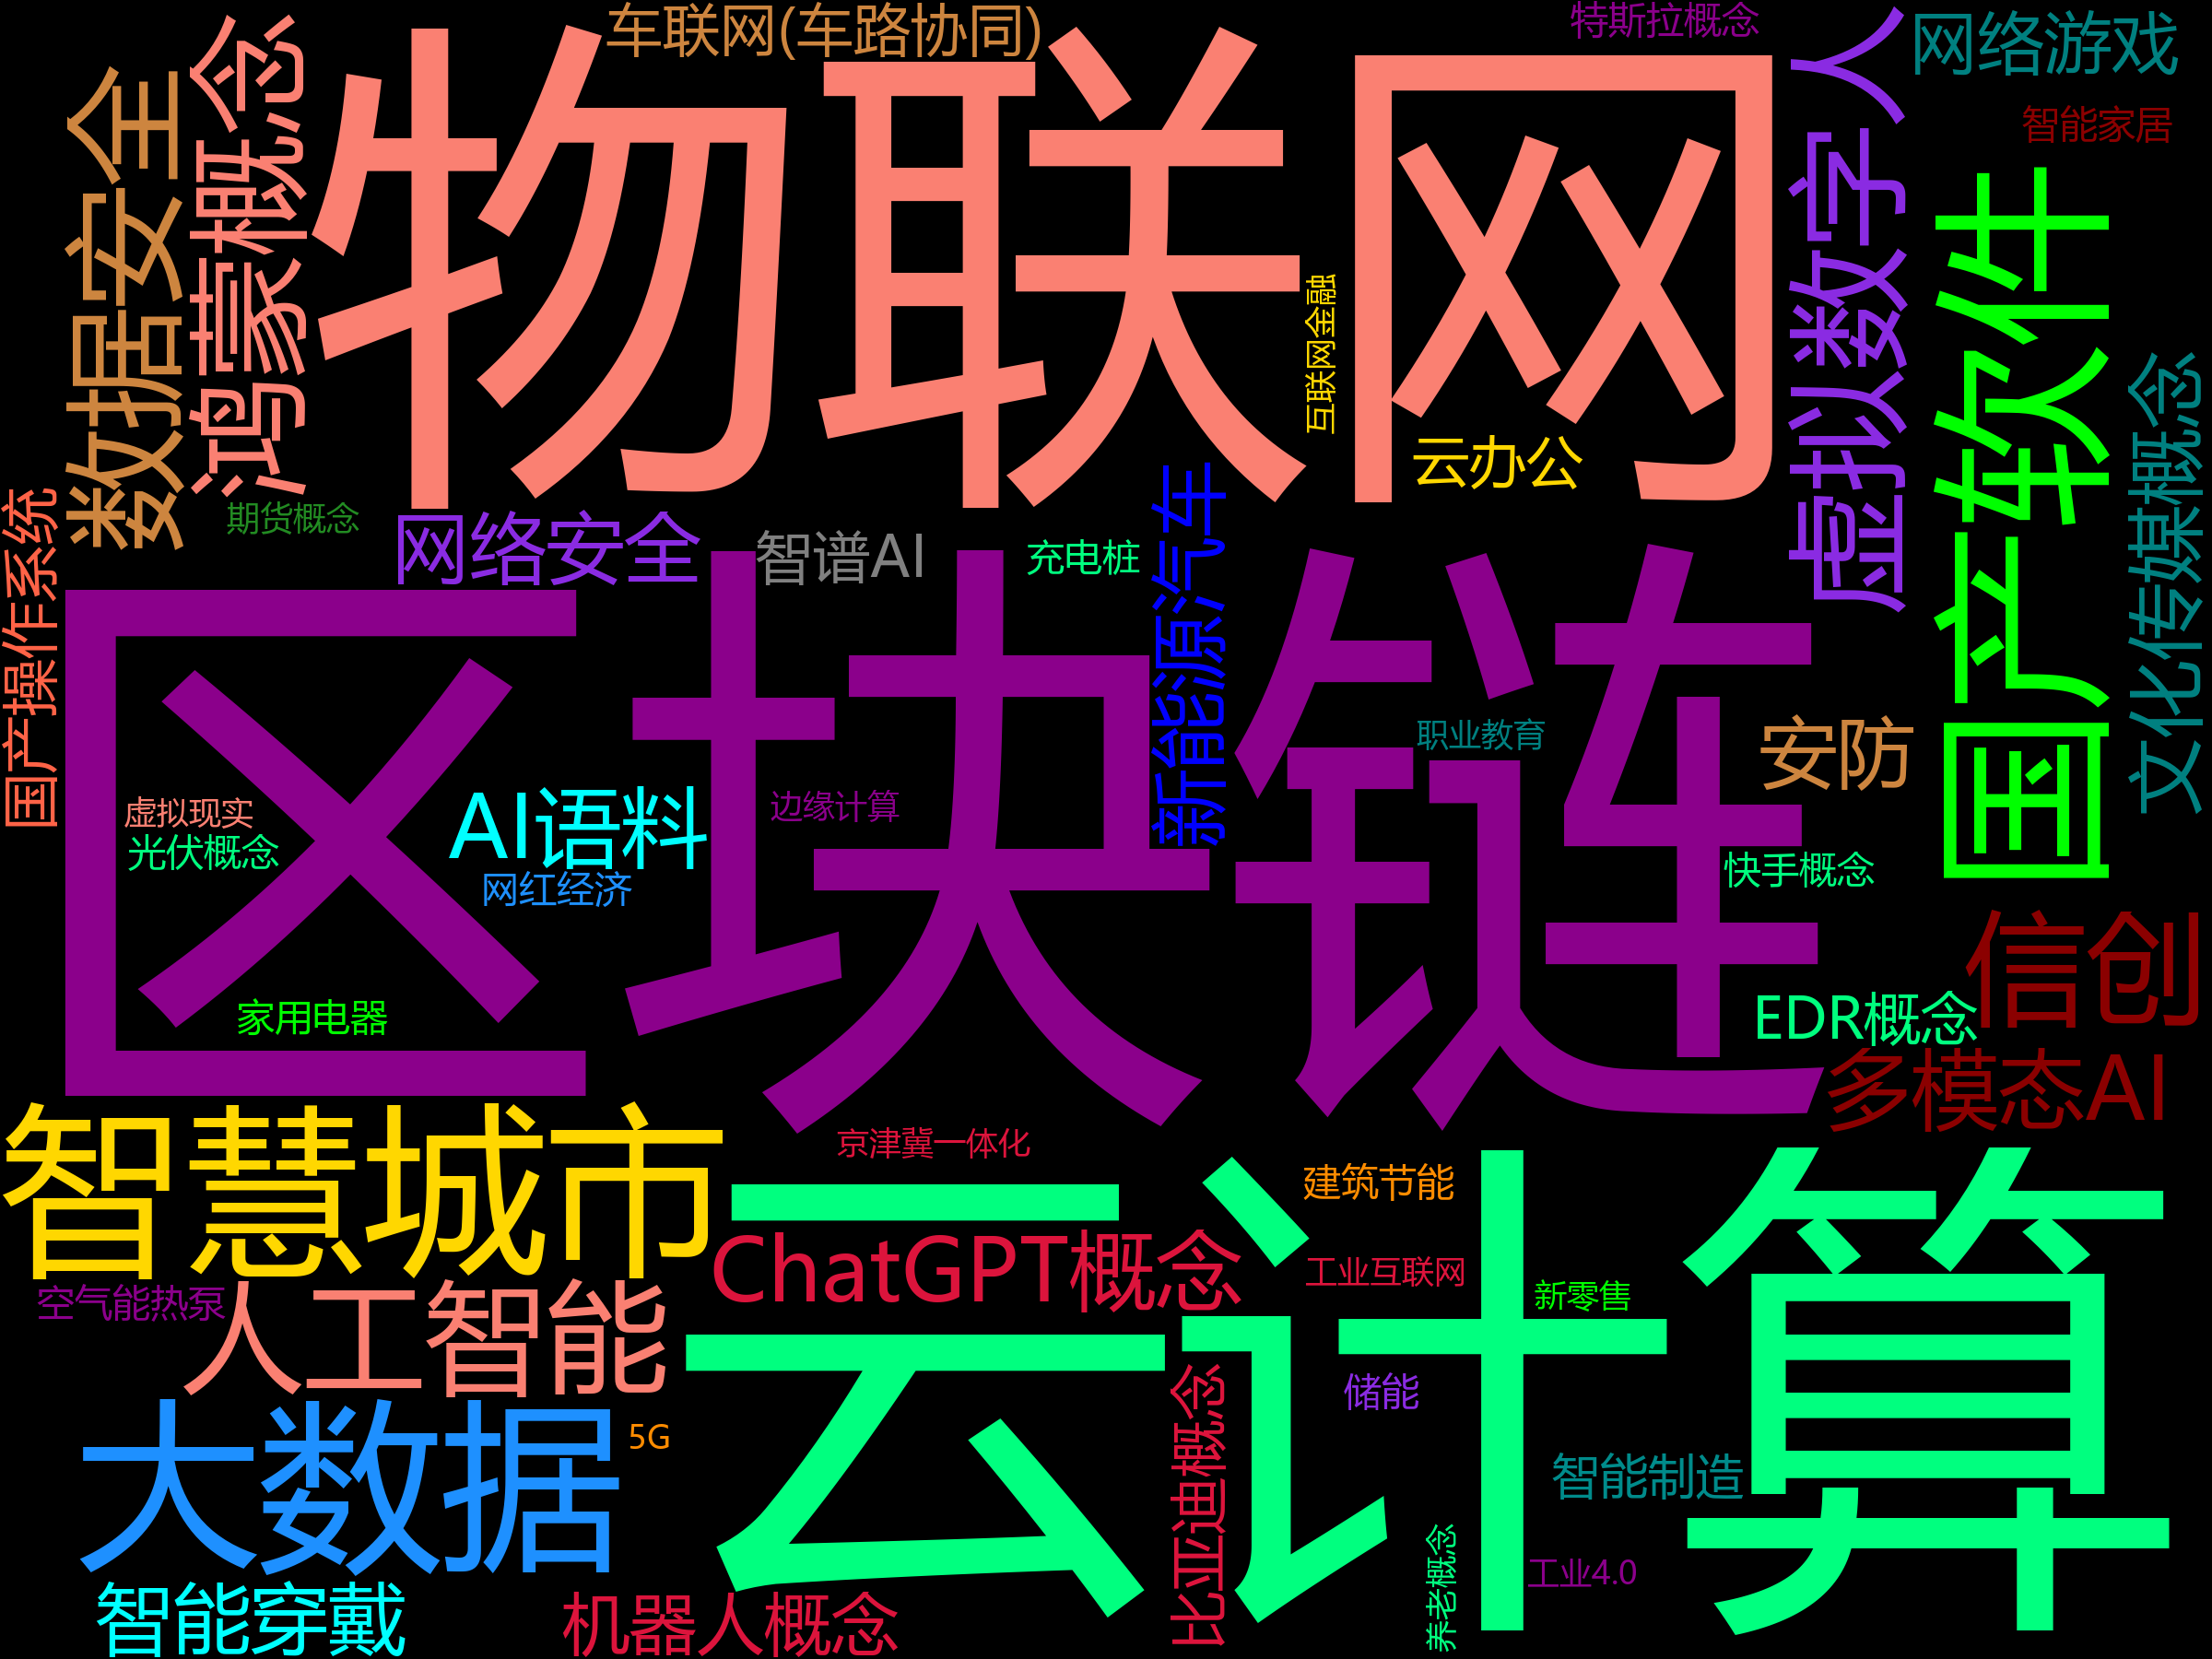 车联网(车路协同)
特斯拉概念
网络游戏
智能家居
物联网
数据安全
鸿蒙概念
虚拟数字人
国产软件
互联网金融
文化传媒概念
云办公
新能源汽车
国产操作系统
期货概念
网络安全
智谱AI
充电桩
区块链
职业教育
安防
虚拟现实
AI语料
边缘计算
光伏概念
网红经济
快手概念
信创
家用电器
EDR概念
多模态AI
智慧城市
京津冀一体化
建筑节能
云计算
ChatGPT概念
工业互联网
空气能热泵
新零售
人工智能
比亚迪概念
储能
大数据
5G
智能制造
养老概念
工业4.0
智能穿戴
机器人概念